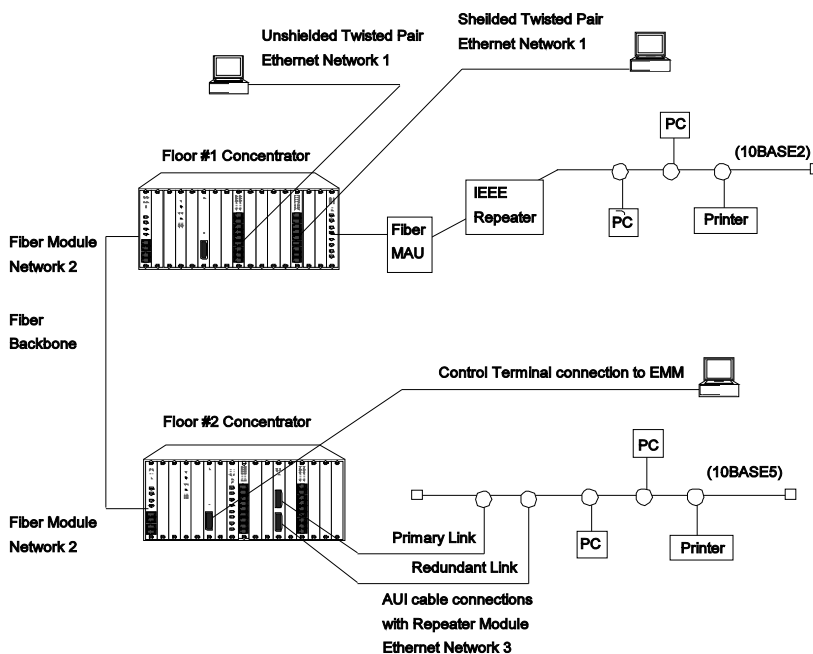 Unshielded Twisted Pair
Ethernet Network 1
Sheilded Twisted Pair
Ethernet Network 1
Floor #1 Concentrator
PC
(10BASE2)
IEEE
Repeater
PC
Printer
Fiber
MAU
Fiber Module
Network 2
Fiber
Backbone
Control Terminal connection to EMM
Floor #2 Concentrator
PC
(10BASE5)
Fiber Module
Network 2
PC
Printer
Primary Link
Redundant Link
AUI cable connections
with Repeater Module
Ethernet Network 3